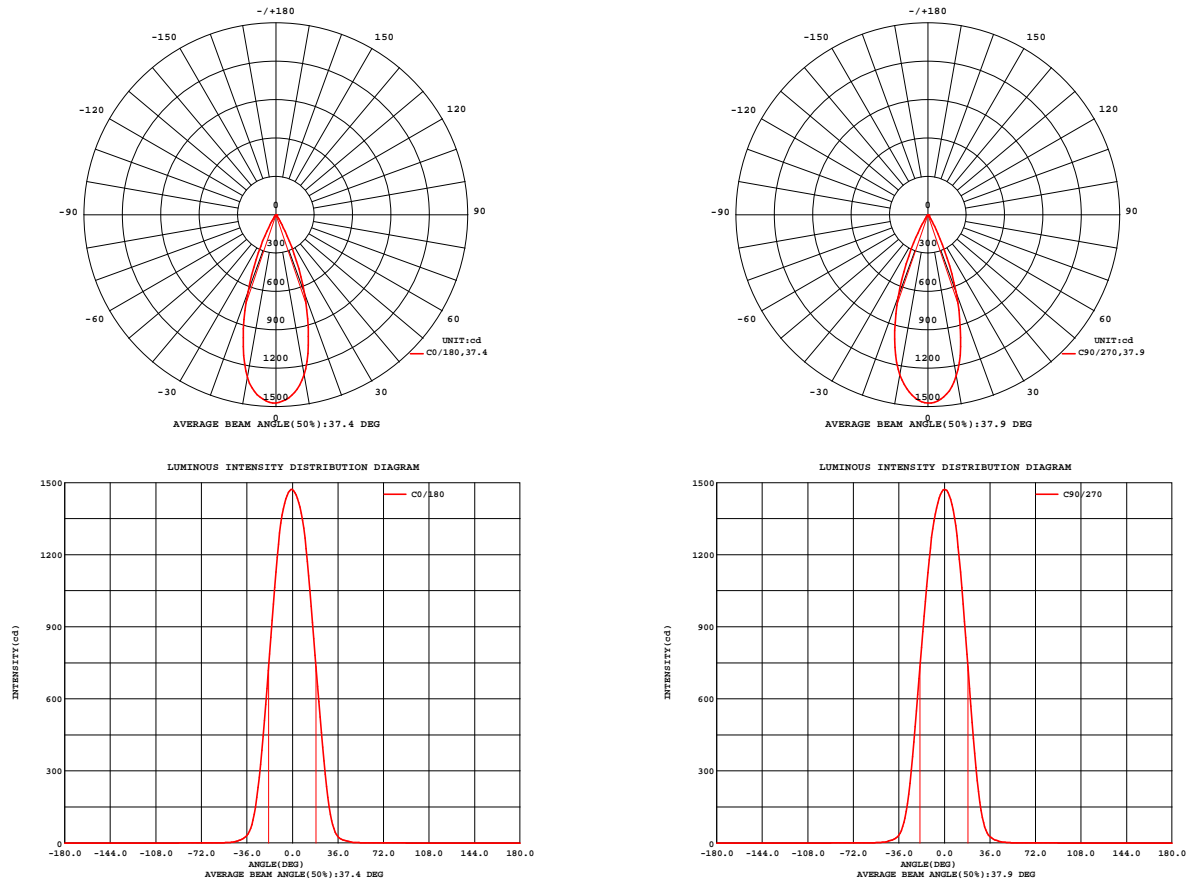 -/+180
-150 150
-120 120
-90 0 90
300
600
-60 60
900
UNIT:cd
C0/180,37.4
1200
-30 30
1500
0
AVERAGE BEAM ANGLE(50%):37.4 DEG
-/+180
-150 150
-120 120
-90 0 90
300
600
-60 60
900
UNIT:cd
C90/270,37.9
1200
-30 30
1500
0
AVERAGE BEAM ANGLE(50%):37.9 DEG
LUMINOUS INTENSITY DISTRIBUTION DIAGRAM
1500
C0/180
1200
900
INTENSITY(cd)
600
300
0
-180.0 -144.0 -108.0 -72.0 -36.0 0.0 36.0 72.0 108.0 144.0 180.0
ANGLE(DEG)
AVERAGE BEAM ANGLE(50%):37.4 DEG
LUMINOUS INTENSITY DISTRIBUTION DIAGRAM
1500
C90/270
1200
900
INTENSITY(cd)
600
300
0
-180.0 -144.0 -108.0 -72.0 -36.0 0.0 36.0 72.0 108.0 144.0 180.0
ANGLE(DEG)
AVERAGE BEAM ANGLE(50%):37.9 DEG